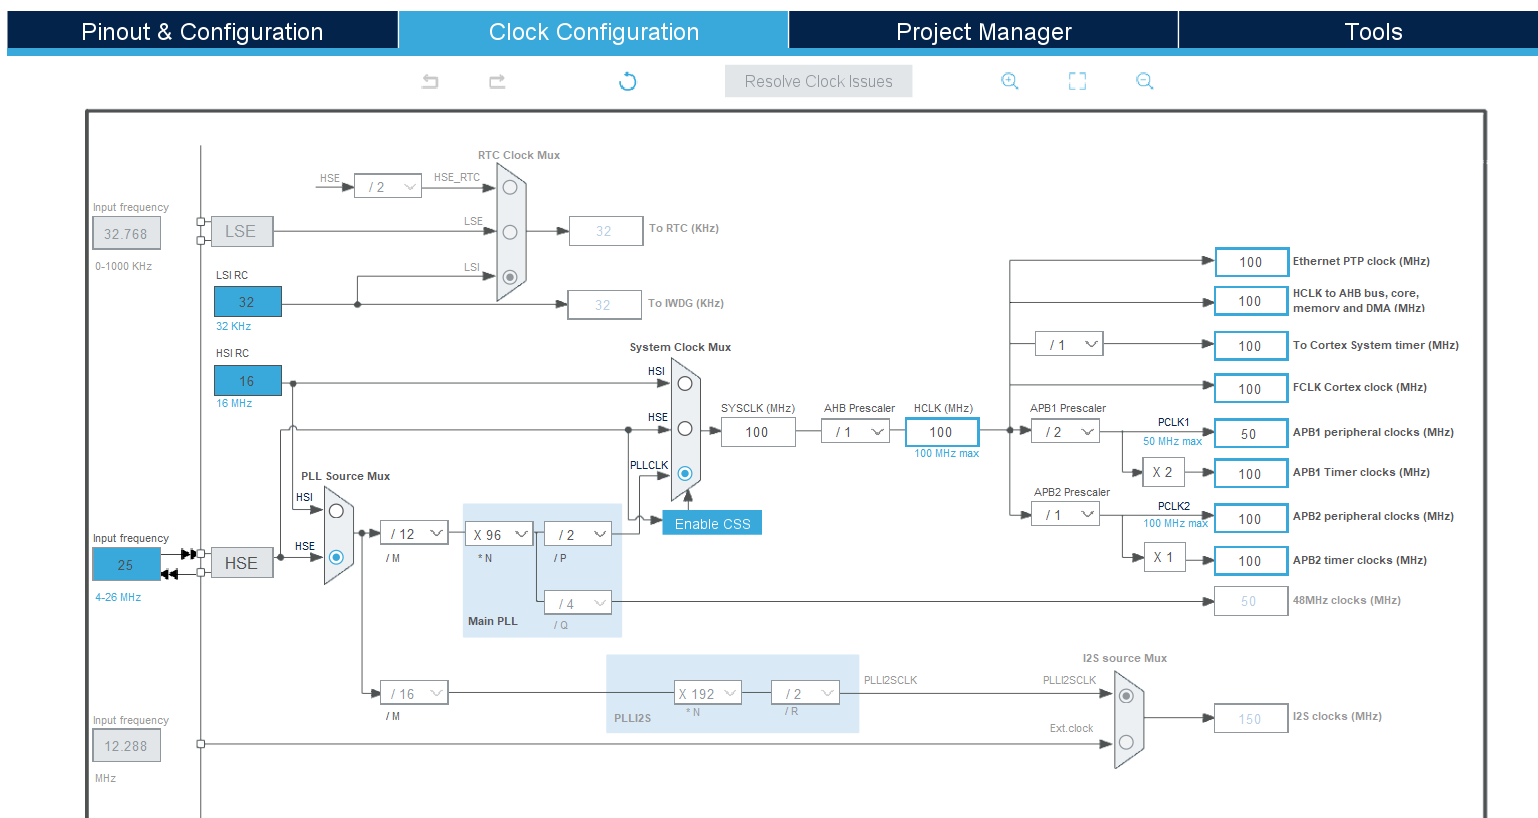 Pinout & Configuration
Clock Configuration
Project Manager
Tools
Resolve Clock Issues
RTC Clock Mux
HSE
/ 2
HSE_RTC
Input frequency
32.768
0-1000 KHz
LSE
LSE
32
To RTC (KHz)
LSI
LSI RC
32
32 KHz
32
To IWDG (KHz)
HSI RC
16
16 MHz
System Clock Mux
HSI
HSE
PLLCLK
Enable CSS
SYSCLK (MHz)
100
AHB Prescaler
/ 1
HCLK (MHz)
100
100 MHz max
100
Ethernet PTP clock (MHz)
100
HCLK to AHB bus, core,
memory and DMA (MHz)
/ 1
100
To Cortex System timer (MHz)
100
FCLK Cortex clock (MHz)
APB1 Prescaler
/ 2
PCLK1
50 MHz max
50
APB1 peripheral clocks (MHz)
X 2
100
APB1 Timer clocks (MHz)
APB2 Prescaler
/ 1
PCLK2
100 MHz max
100
APB2 peripheral clocks (MHz)
X 1
100
APB2 timer clocks (MHz)
50
48MHz clocks (MHz)
PLL Source Mux
HSI
HSE
Input frequency
25
4-26 MHz
HSE
/ 12
/ M
X 96
* N
/ 2
/ P
/ 4
/ Q
Main PLL
/ 16
/ M
PLLI2S
X 192
* N
/ 2
/ R
PLLI2SCLK
I2S source Mux
PLLI2SCLK
Ext.clock
150
I2S clocks (MHz)
Input frequency
12.288
MHz